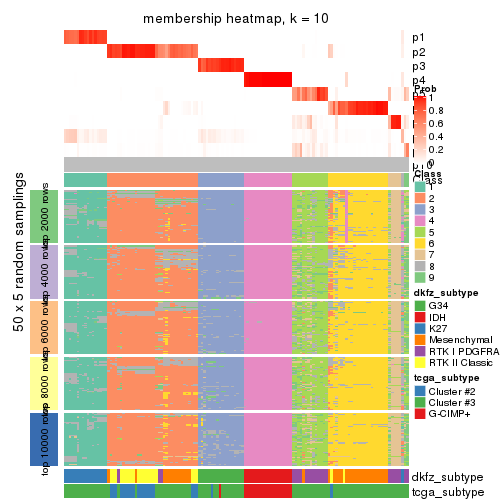 membership heatmap, k = 10
p1
p2
p3
p4
Prob
1
0.8
0.6
0.4
0.2
0
Class
1
2
3
4
5
6
7
8
9
dkfz_subtype
G34
IDH
K27
Mesenchymal
RTK I PDGFRA
RTK II Classic
tcga_subtype
Cluster #2
Cluster #3
G-CIMP+
50 x 5 random samplings
top 2000 rows
top 4000 rows
top 6000 rows
top 8000 rows
top 10000 rows
dkfz_subtype
tcga_subtype